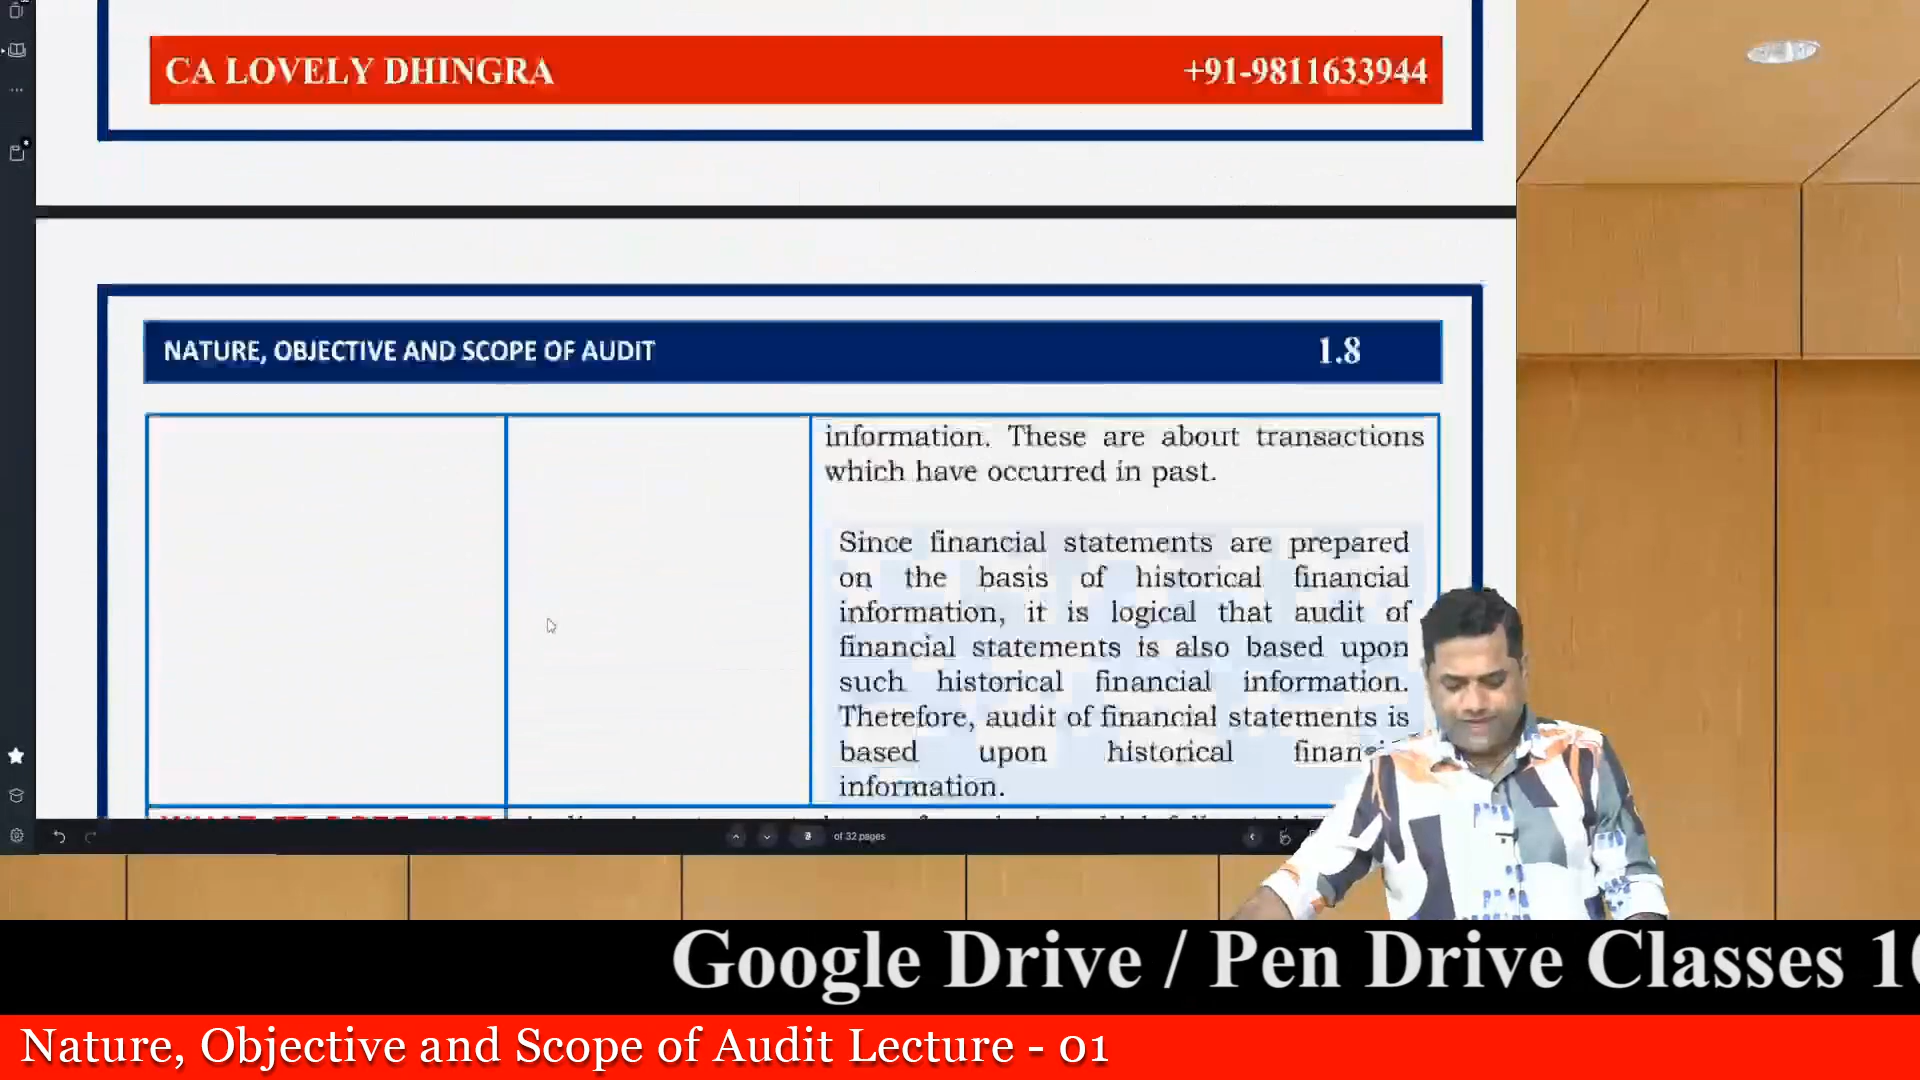 CA LOVELY DHINGRA +91-9811633944
NATURE, OBJECTIVE AND SCOPE OF AUDIT 1.8
information. These are about transactions
which have occurred in past.
Since financial statements are prepared
on the basis of historical financial
information, it is logical that audit of
financial statements is also based upon
such historical financial information.
Therefore, audit of financial statements is
based upon historical
information.
of 32 pages
Google Drive / Pen Drive Classes
Nature, Objective and Scope of Audit Lecture - 01